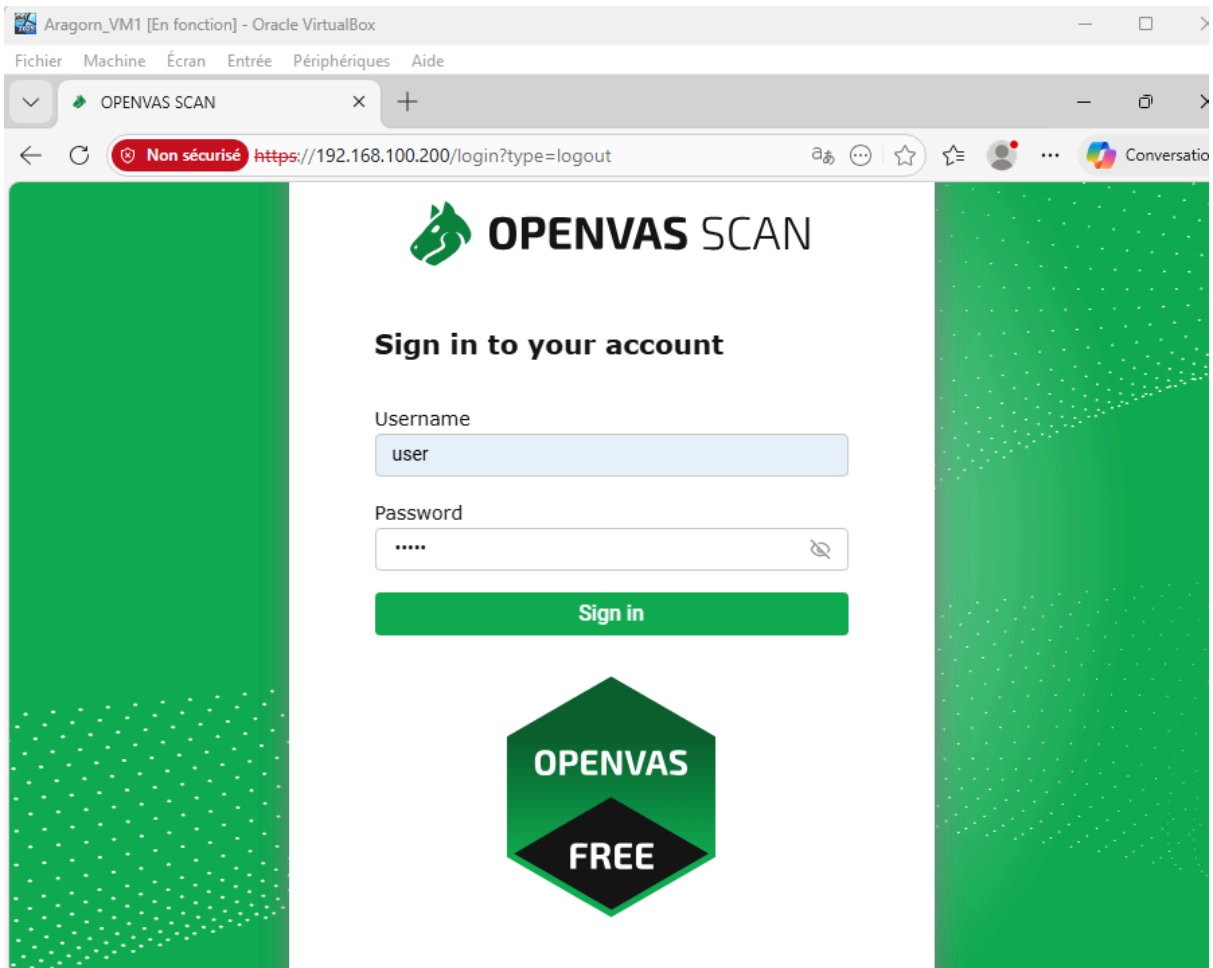 Aragorn_VM1 [En fonction] - Oracle VirtualBox
Fichier Machine Écran Entrée Périphériques Aide
OPENVAS SCAN
Non sécurisé https://192.168.100.200/login?type=logout
Conversatio
OPENVAS SCAN
Sign in to your account
Username
user
Password
•••••
Sign in
OPENVAS
FREE